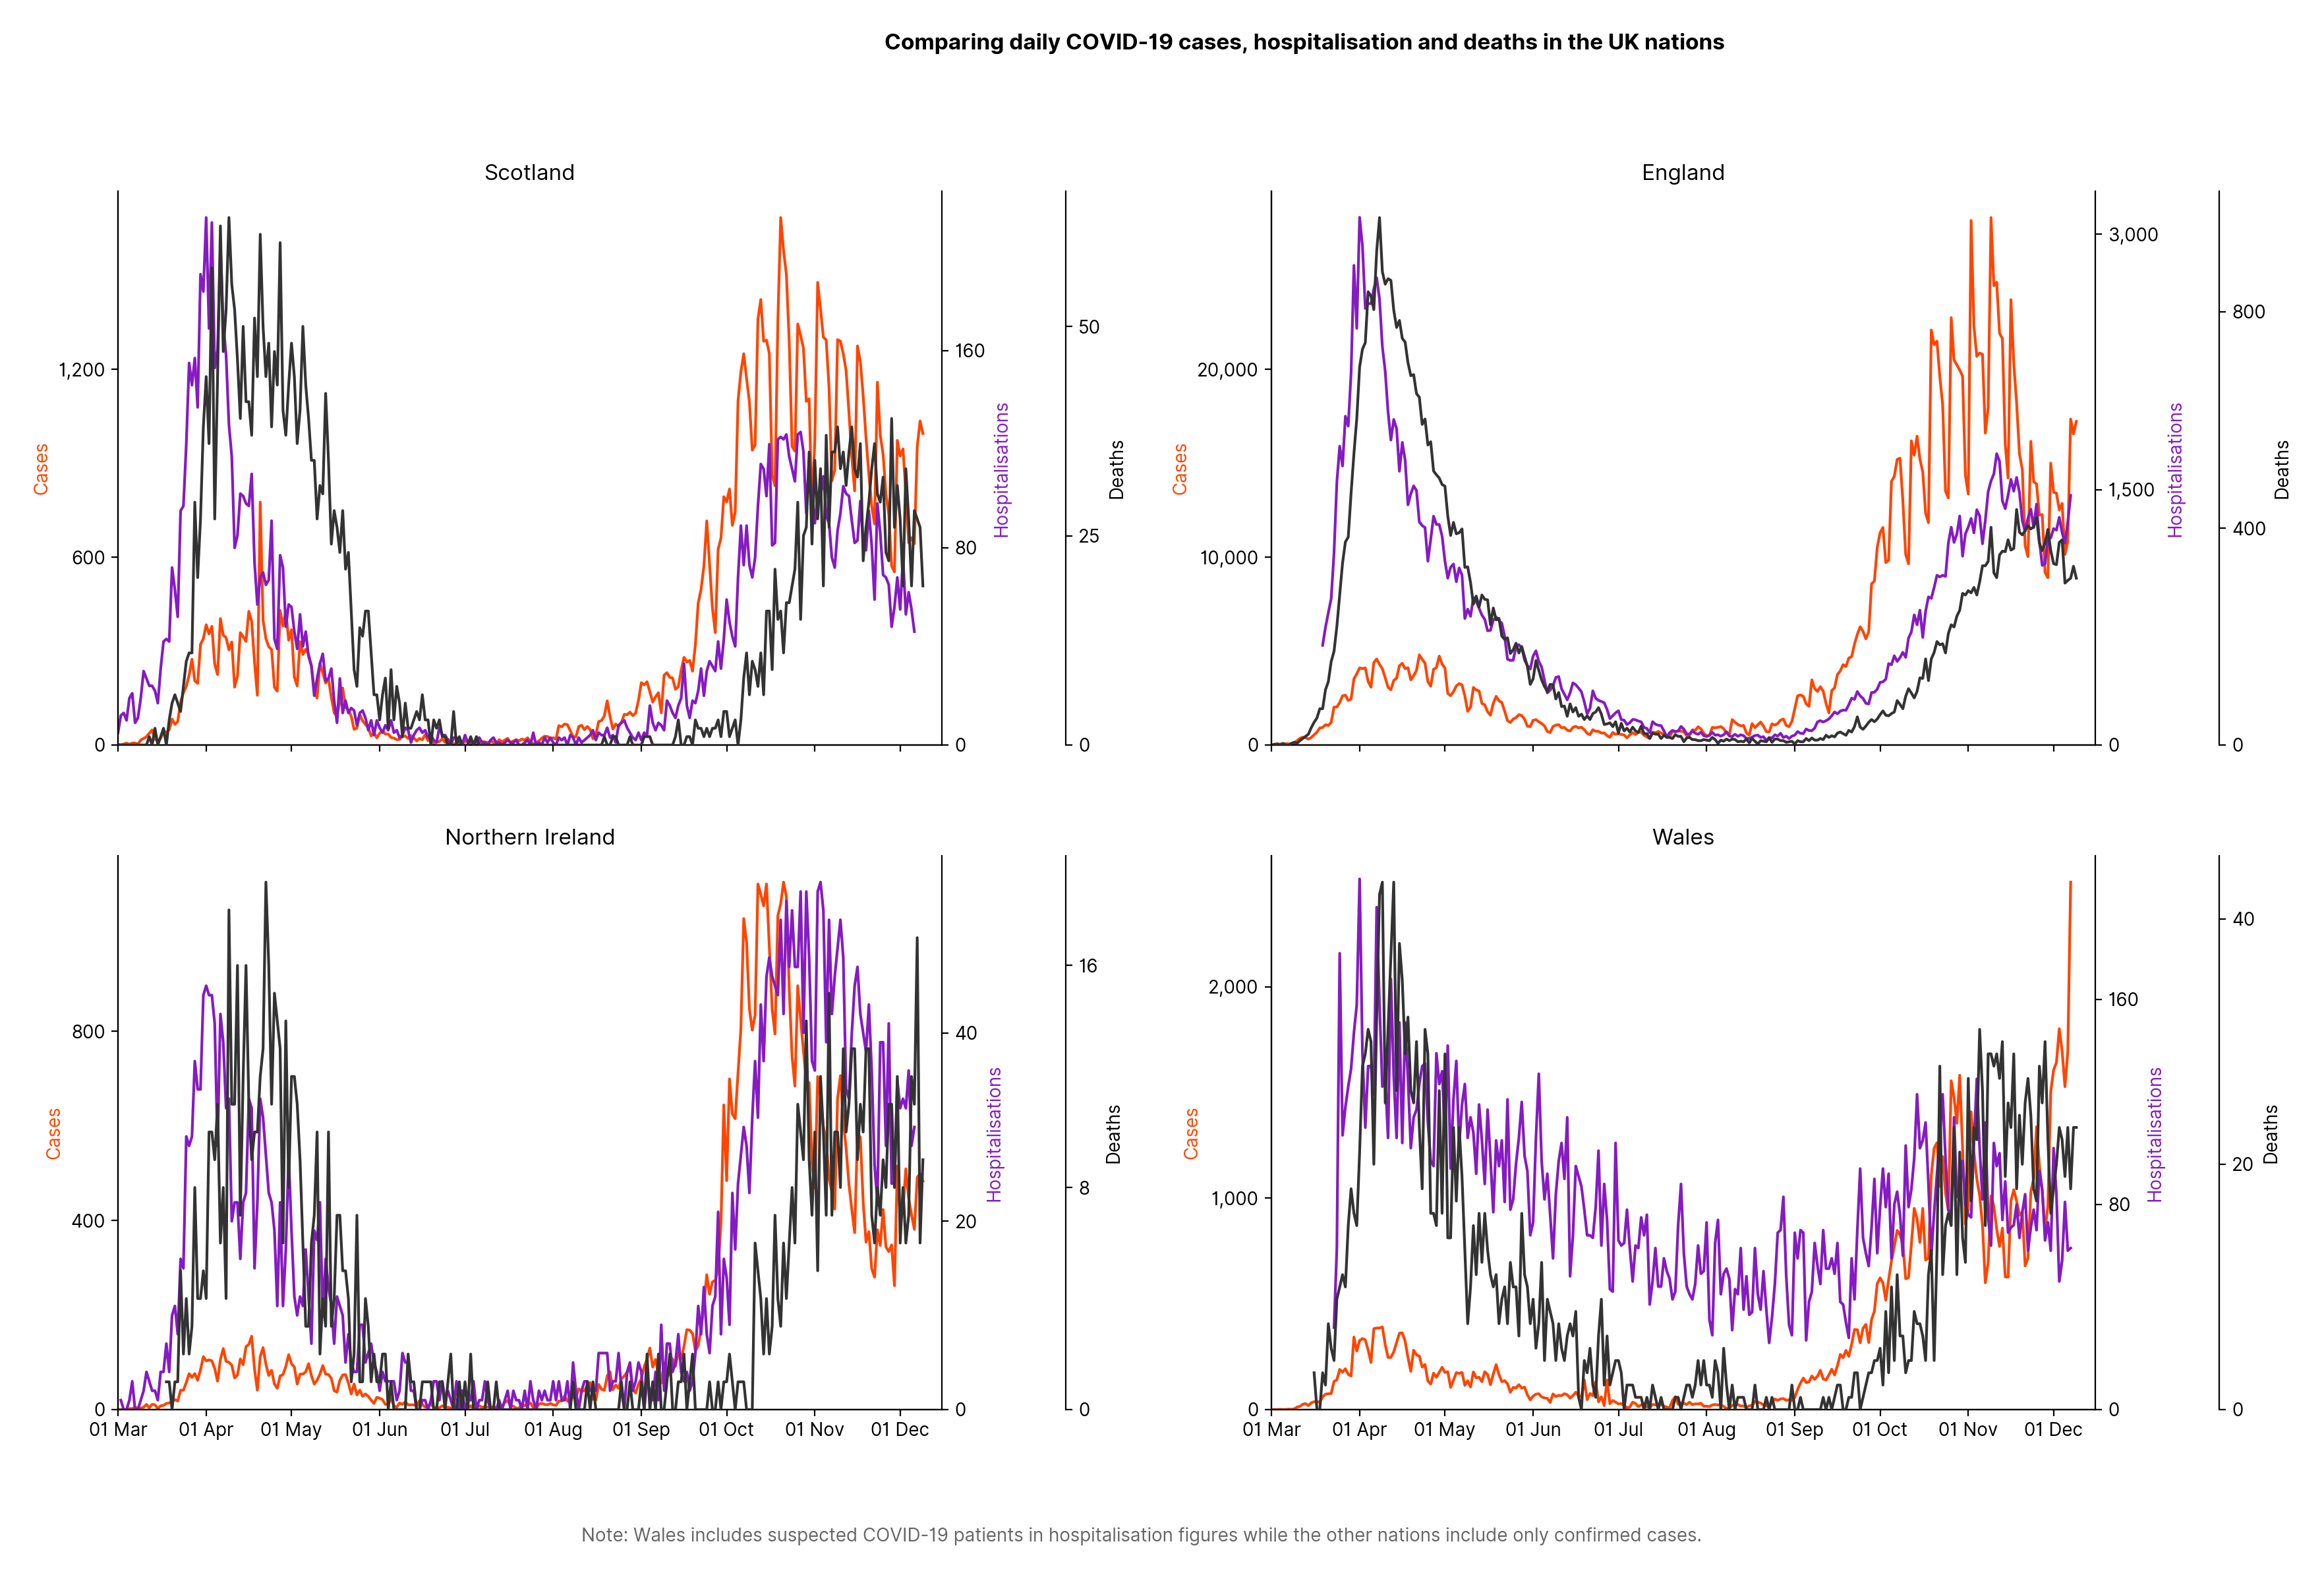 Comparing daily COVID-19 cases, hospitalisation and deaths in the UK nations
Scotland
Cases
1,200
600
0
160
80
0
Hospitalisations
50
25
0
Deaths
England
Cases
20,000
10,000
0
3,000
1,500
0
Hospitalisations
800
400
0
Deaths
Northern Ireland
Cases
800
400
0
40
20
0
Hospitalisations
16
8
0
Deaths
01 Mar 01 Apr 01 May 01 Jun 01 Jul 01 Aug 01 Sep 01 Oct 01 Nov 01 Dec
Wales
Cases
2,000
1,000
0
160
80
0
Hospitalisations
40
20
0
Deaths
01 Mar 01 Apr 01 May 01 Jun 01 Jul 01 Aug 01 Sep 01 Oct 01 Nov 01 Dec
Note: Wales includes suspected COVID-19 patients in hospitalisation figures while the other nations include only confirmed cases.